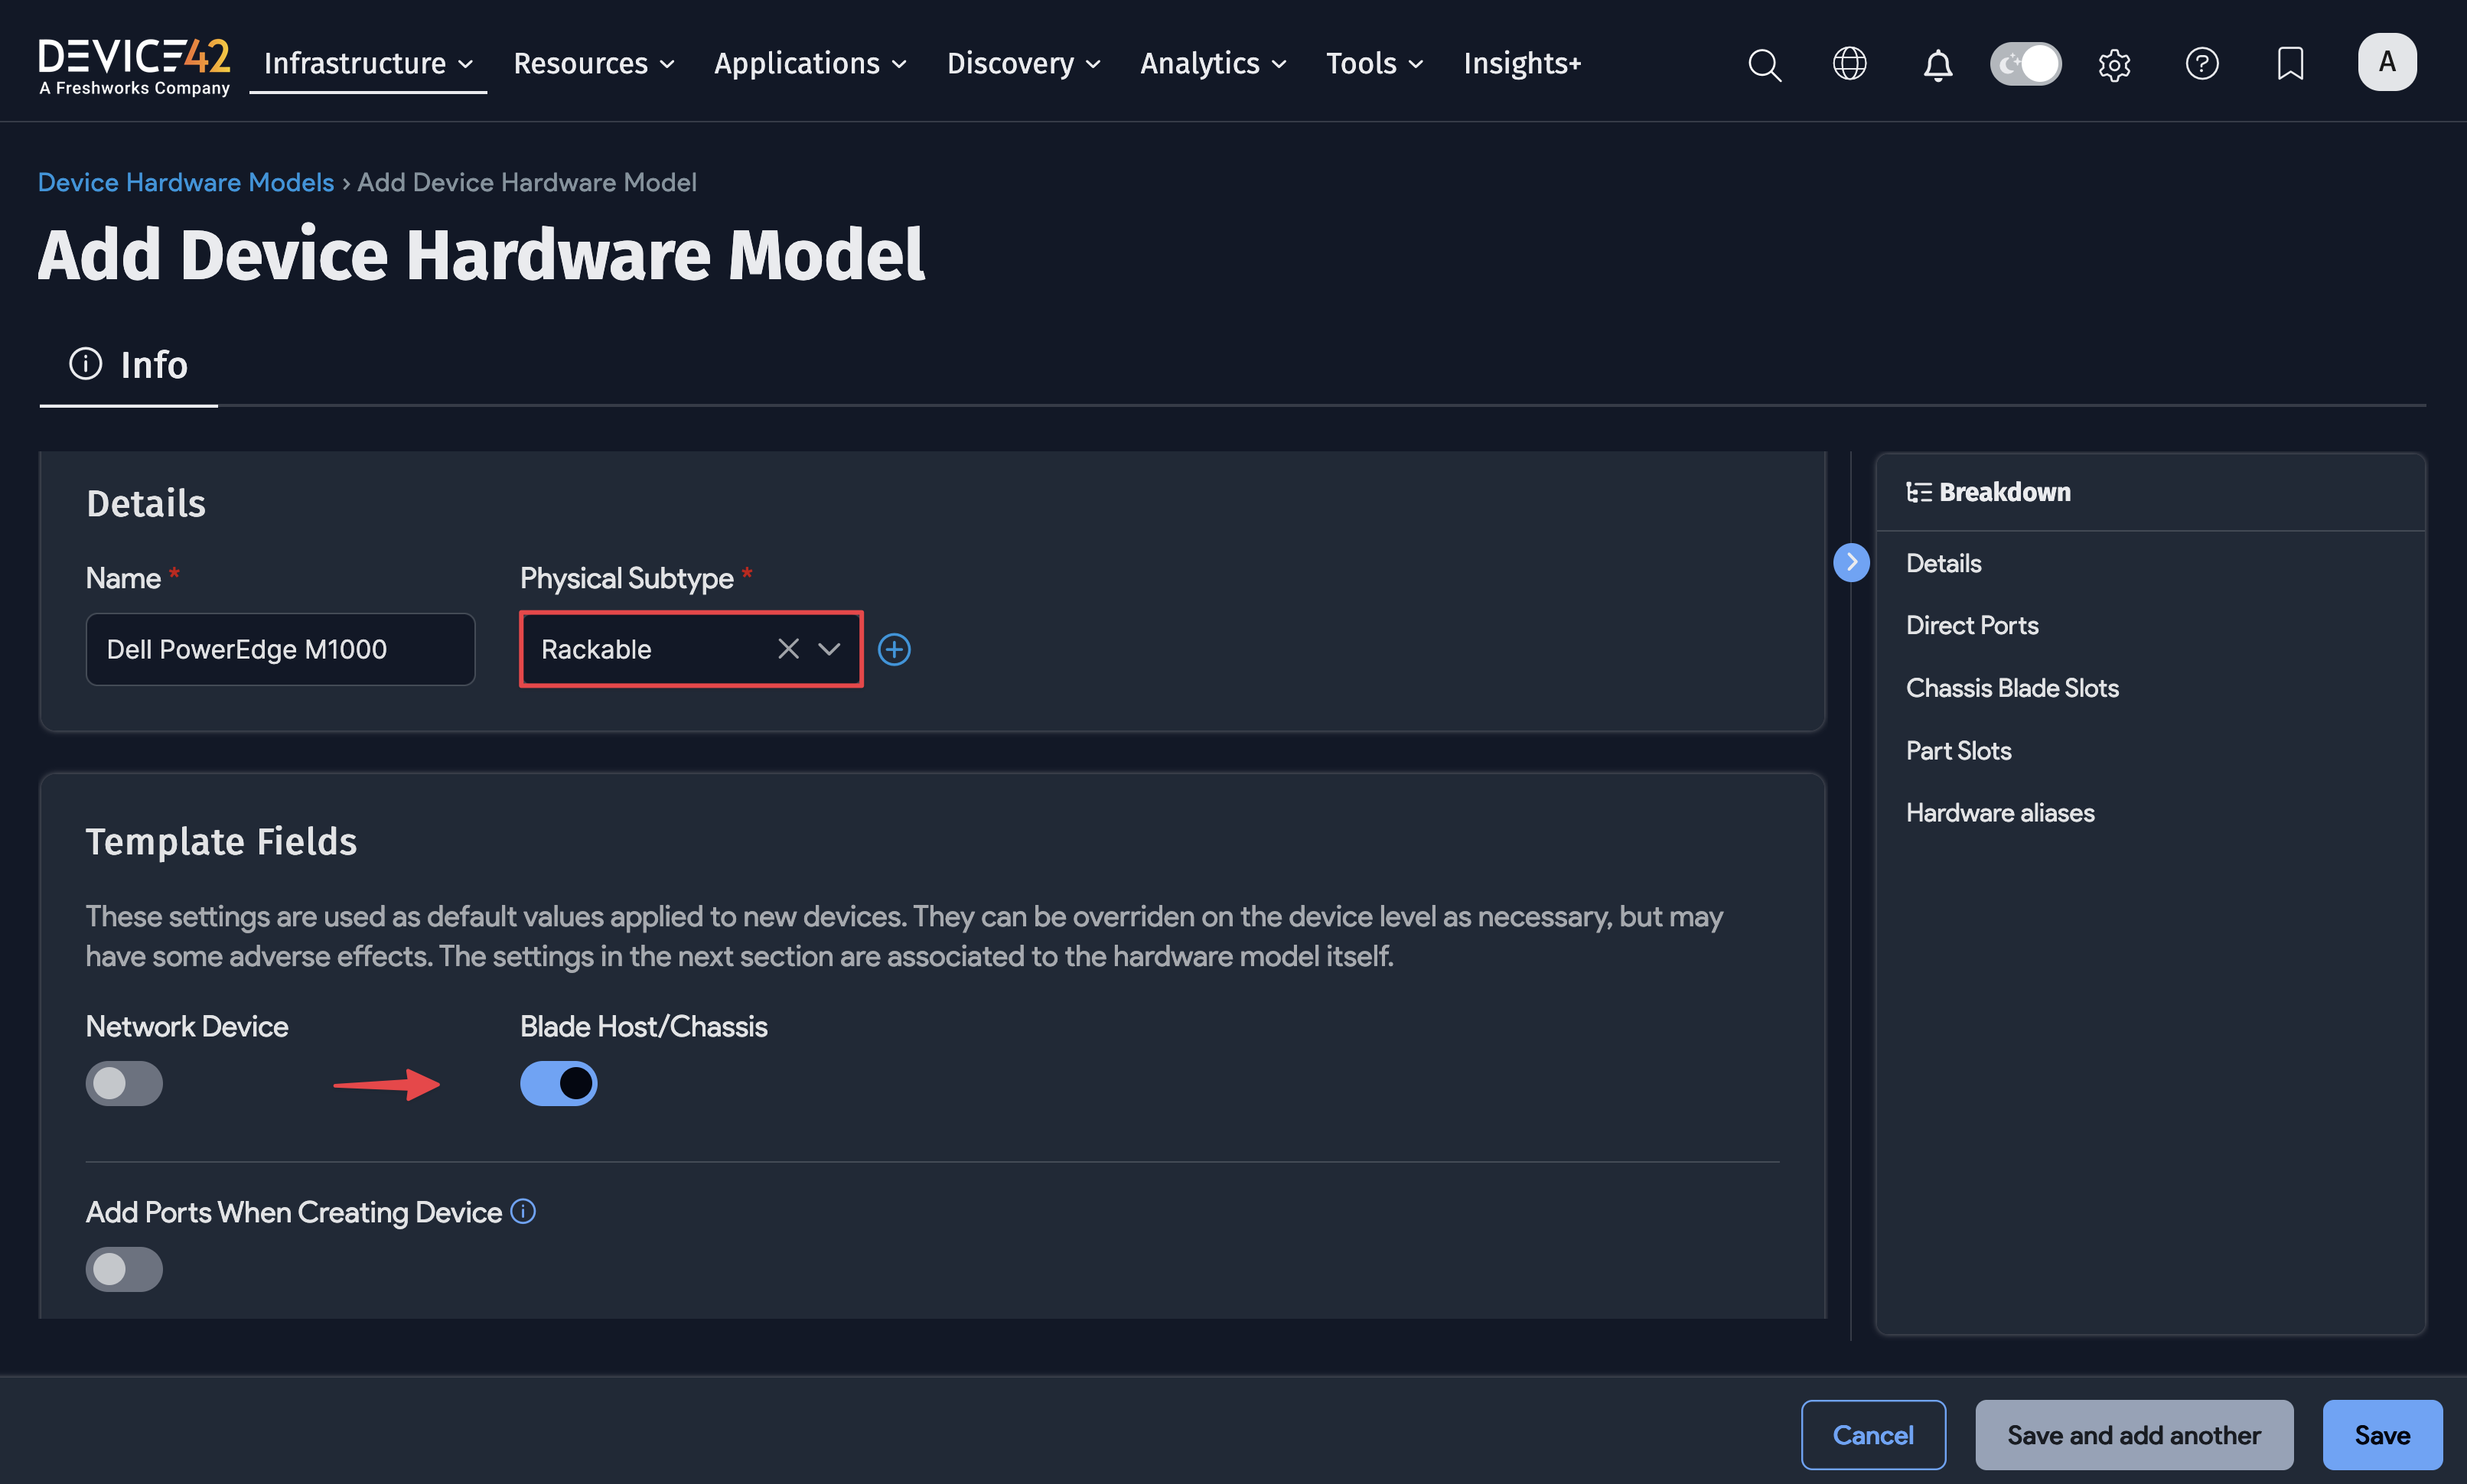 DEVICE42
A Freshworks Company
Infrastructure
Resources
Applications
Discovery
Analytics
Tools
Insights+
A
Device Hardware Models › Add Device Hardware Model
Add Device Hardware Model
Info
Details
Name *
Physical Subtype *
Dell PowerEdge M1000
Rackable
Template Fields
These settings are used as default values applied to new devices. They can be overriden on the device level as necessary, but may
have some adverse effects. The settings in the next section are associated to the hardware model itself.
Network Device
Blade Host/Chassis
Add Ports When Creating Device
Breakdown
Details
Direct Ports
Chassis Blade Slots
Part Slots
Hardware aliases
Cancel
Save and add another
Save